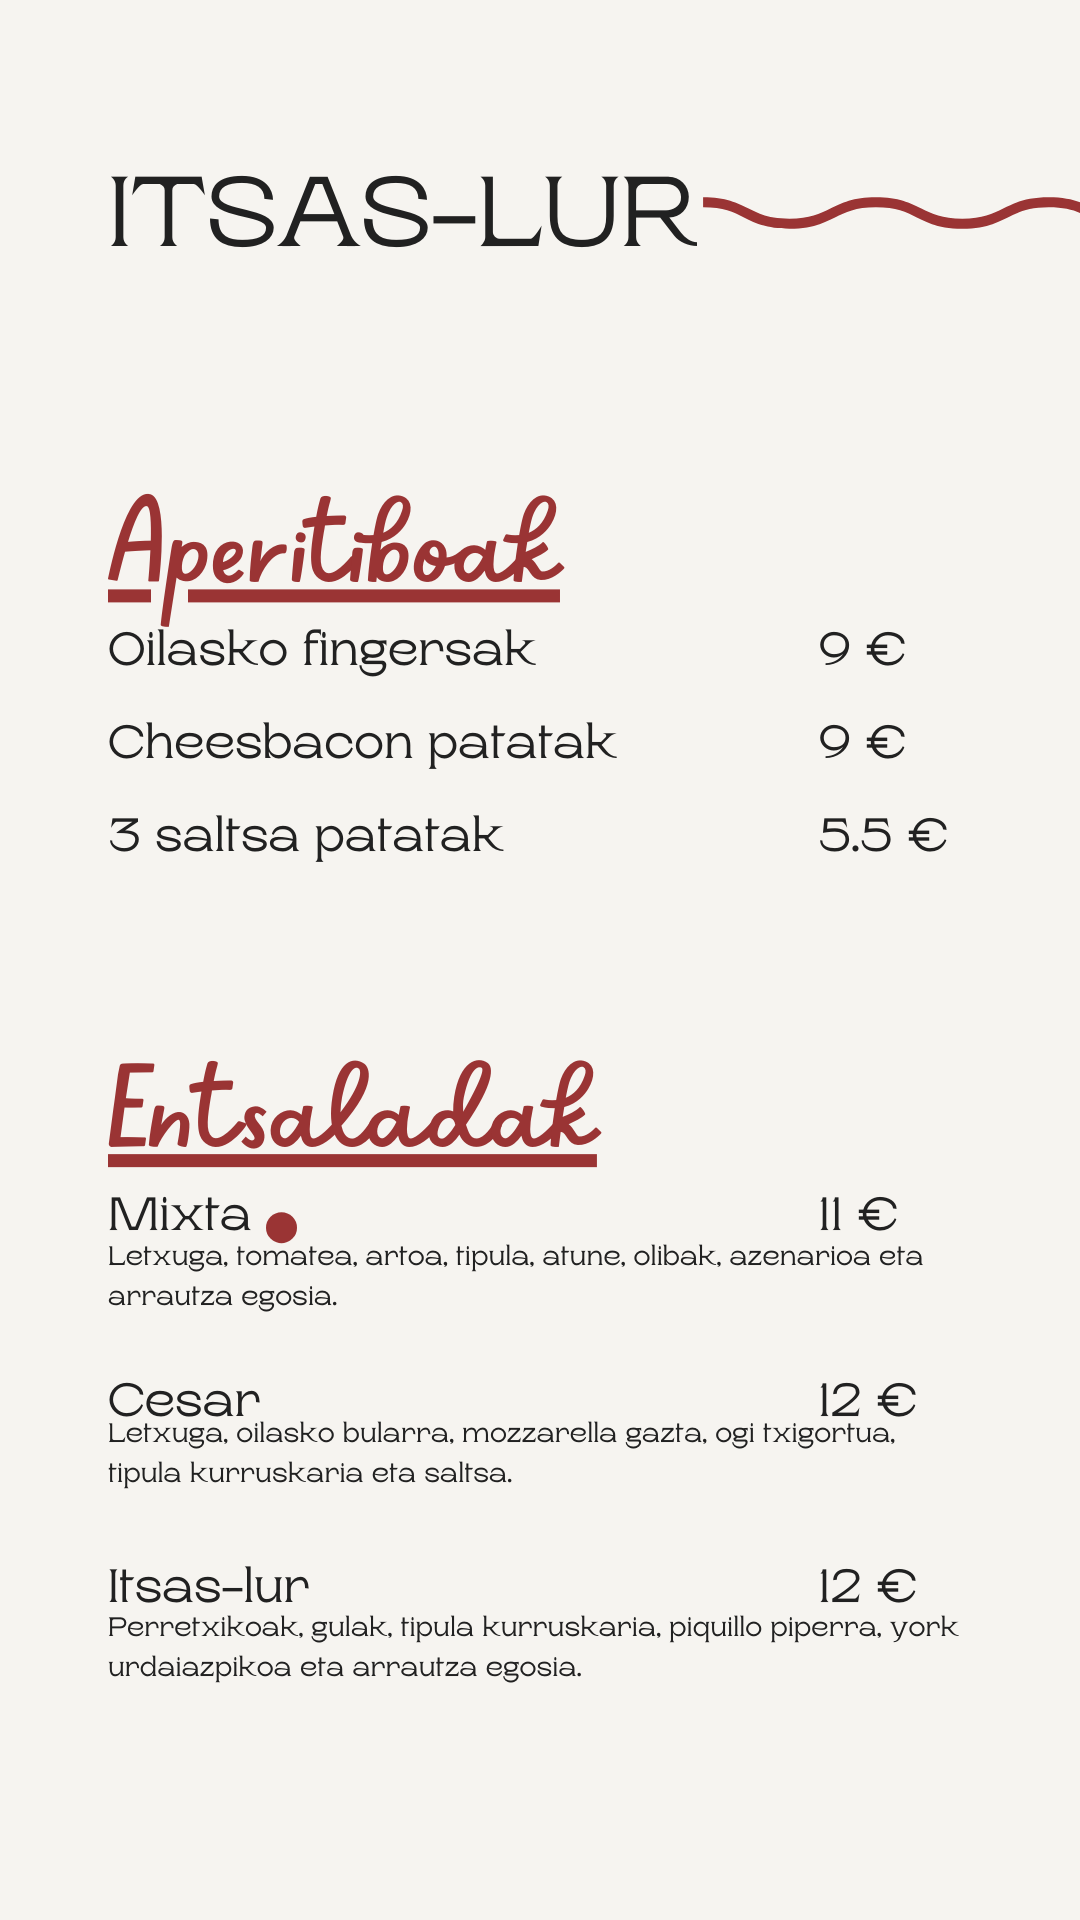 ITSAS-LUR
Aperitiboak
Oilasko fingersak 9 €
Cheesbacon patatak 9 €
3 saltsa patatak 5.5 €
Entsaladak
Mixta 11 €
Letxuga, tomatea, artoa, tipula, atune, olibak, azenarioa eta
arrautza egosia.
Cesar 12 €
Letxuga, oilasko bularra, mozzarella gazta, ogi txigortua,
tipula kurruskaria eta saltsa.
Itsas-lur 12 €
Perretxikoak, gulak, tipula kurruskaria, piquillo piperra, york
urdaiazpikoa eta arrautza egosia.